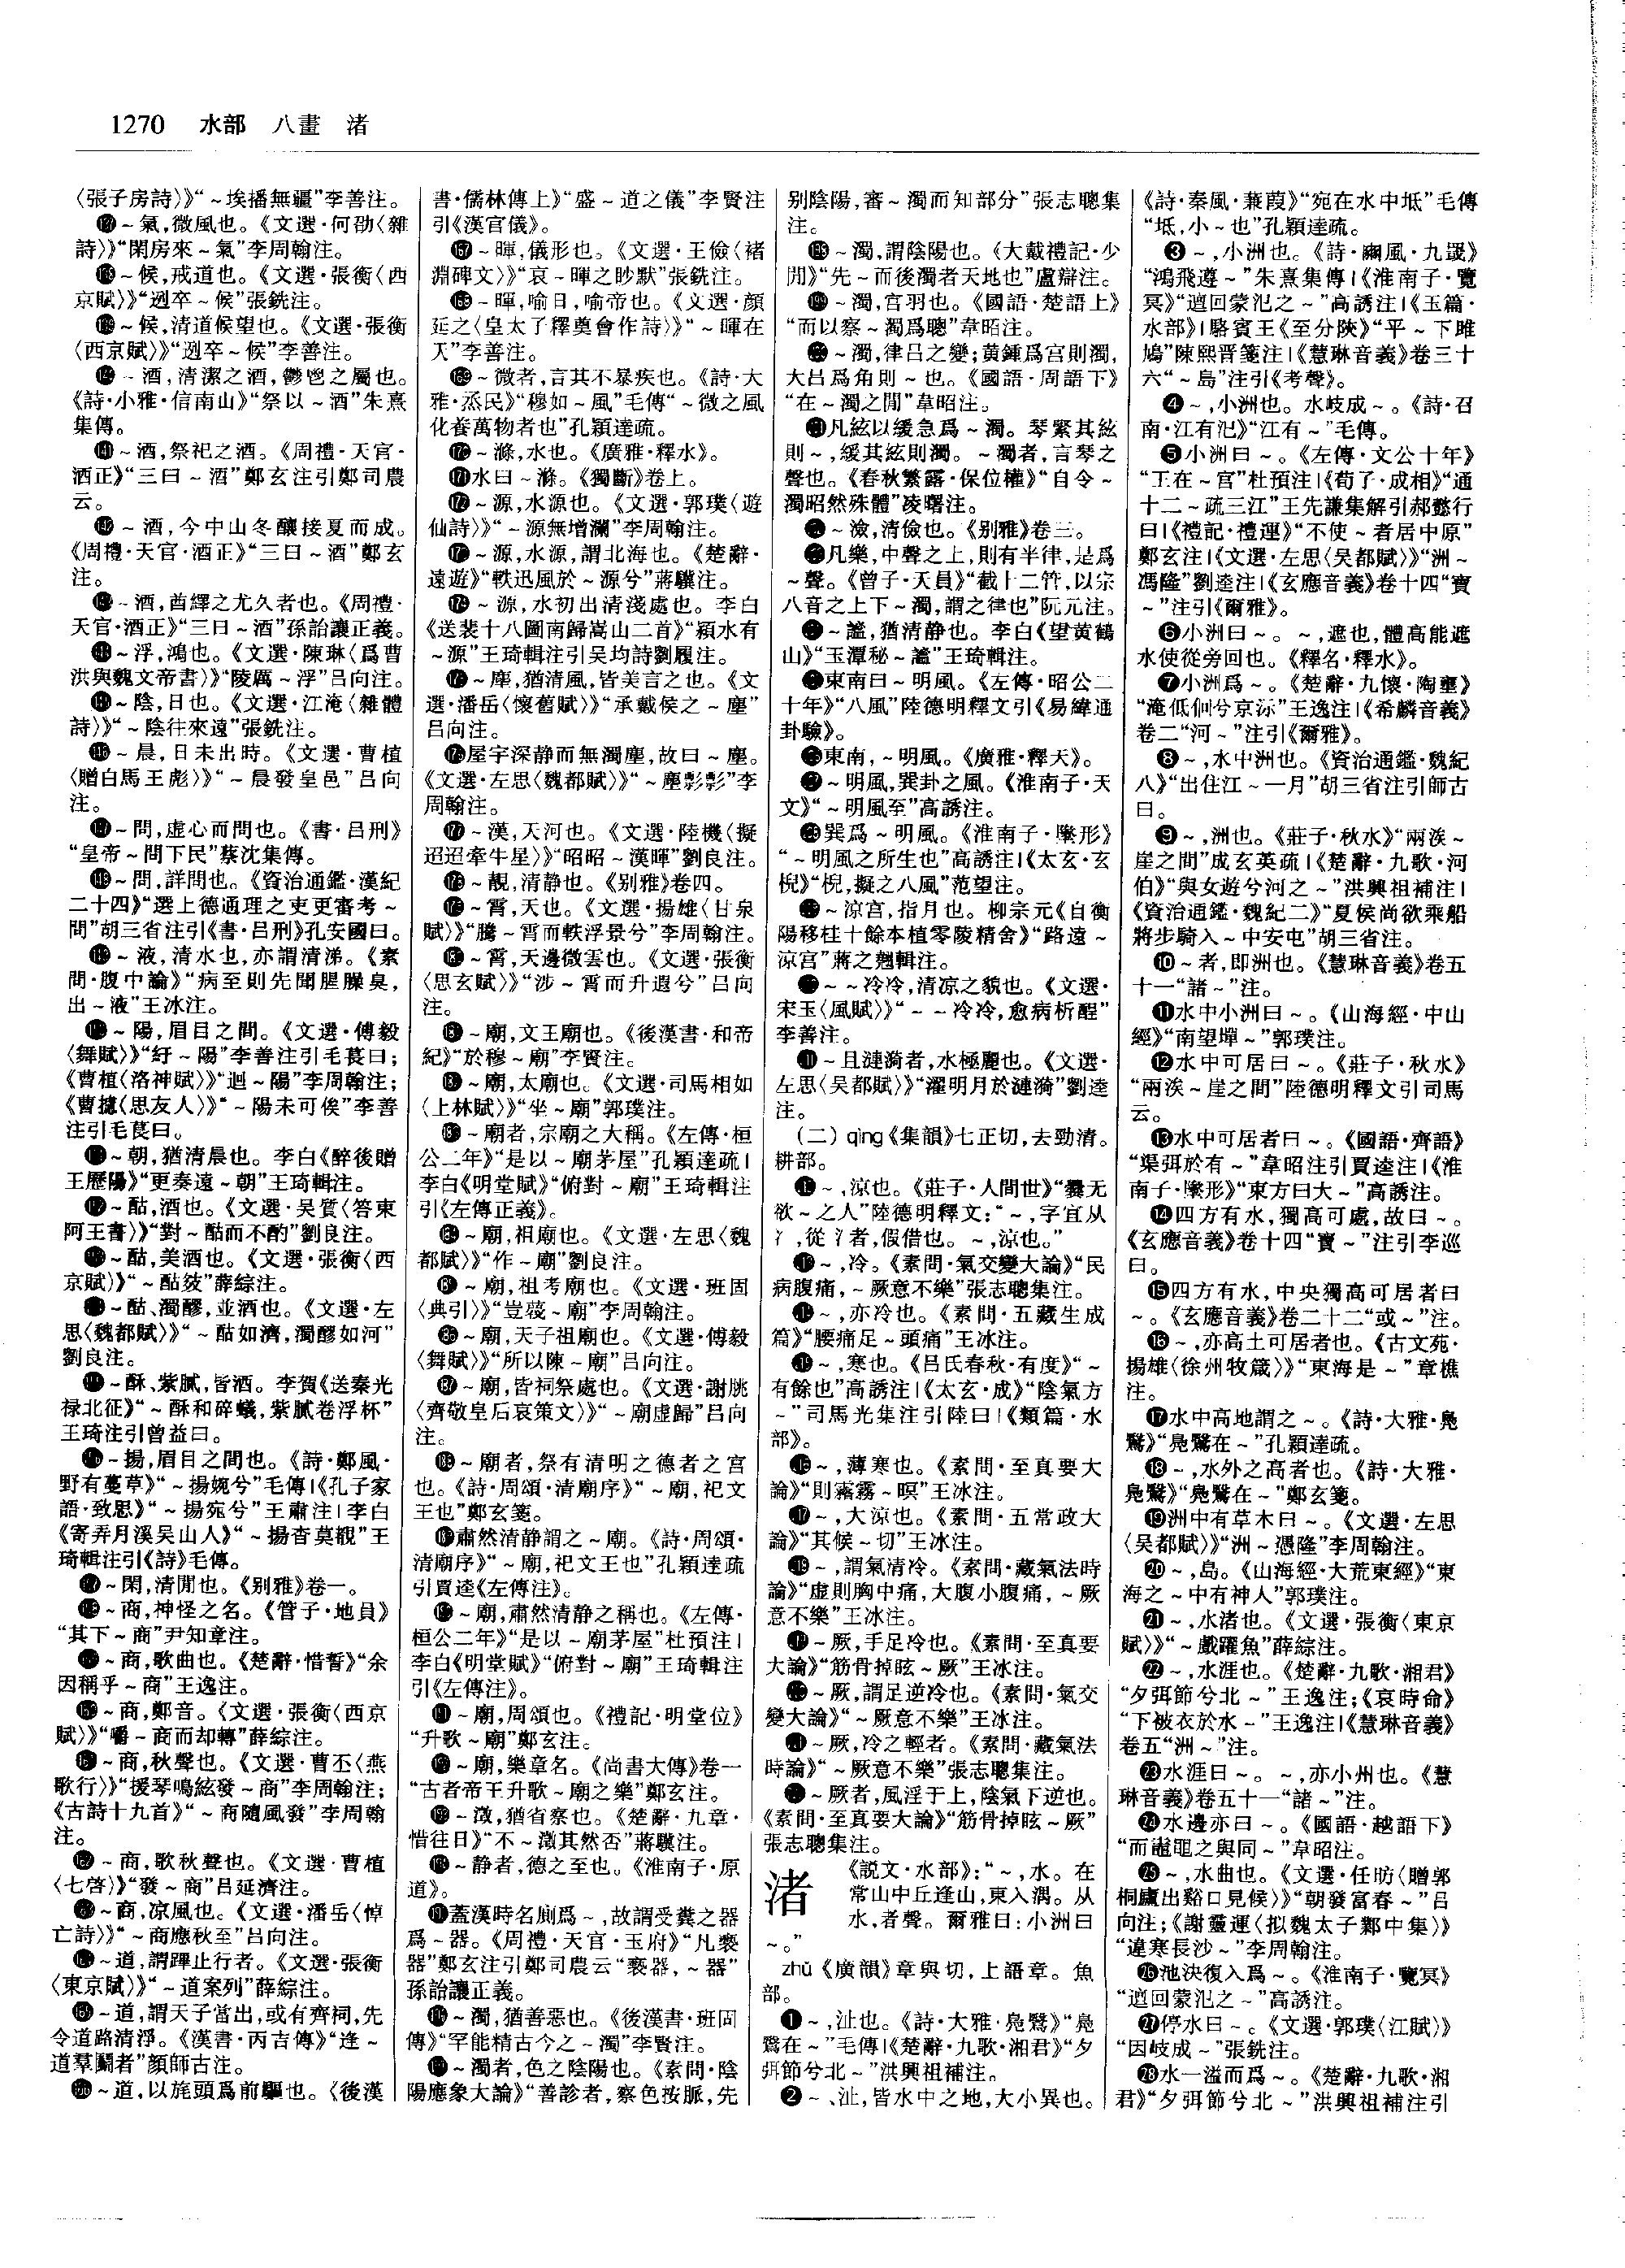 1270 水部 八畫 渚
〈張子房詩〉》“~埃播無疆”李善注。
~氣,微風也。《文選·何劭〈雜
詩〉》“閑房來~氣”李周翰注。
~候,戒道也。《文選·張衡〈西
京賦〉》“迾卒~候”張銑注。
~候,清道候望也。《文選·張衡
〈西京賦〉》“迾卒~候”李善注。
~酒,清潔之酒,鬱鬯之屬也。
《詩·小雅·信南山》“祭以~酒”朱熹
集傳。
~酒,祭祀之酒。《周禮·天官·
酒正》“三曰~酒”鄭玄注引鄭司農
云。
~酒,今中山冬釀接夏而成。
《周禮·天官·酒正》“三曰~酒”鄭玄
注。
~酒,酋繹之尤久者也。《周禮·
天官·酒正》“三曰~酒”孫詒讓正義。
~浮,鴻也。《文選·陳琳〈爲曹
洪與魏文帝書〉》“陵厲~浮”吕向注。
~陰,日也。《文選·江淹〈雜體
詩〉》“~陰往來遠”張銑注。
~晨,日未出時。《文選·曹植
〈贈白馬王彪〉》“~晨發皇邑”吕向
注。
~問,虚心而問也。《書·吕刑》
“皇帝~問下民”蔡沈集傳。
~問,詳問也。《資治通鑑·漢紀
二十四》“選上德通理之吏更審考~
問”胡三省注引《書·吕刑》孔安國曰。
~液,清水也,亦謂清涕。《素
問·腹中論》“病至則先聞腥臊臭,
出~液”王冰注。
~陽,眉目之間。《文選·傅毅
〈舞賦〉》“紆~陽”李善注引毛萇曰;
《曹植〈洛神賦〉》“迴~陽”李周翰注;
《曹攄〈思友人〉》“~陽未可俟”李善
注引毛萇曰。
~朝,猶清晨也。李白《醉後贈
王歷陽》“更奏遠~朝”王琦輯注。
~酤,酒也。《文選·吴質〈答東
阿王書〉》“對~酤而不酌”劉良注。
~酤,美酒也。《文選·張衡〈西
京賦〉》“~酤㚲”薛綜注。
~酤、濁醪,並酒也。《文選·左
思〈魏都賦〉》“~酤如濟,濁醪如河”
劉良注。
~酥、紫膩,皆酒。李賀《送秦光
禄北征》“~酥和碎蟻,紫膩卷浮杯”
王琦注引曾益曰。
~揚,眉目之間也。《詩·鄭風·
野有蔓草》“~揚婉兮”毛傳|《孔子家
語·致思》“~揚宛兮”王肅注|李白
《寄弄月溪吴山人》“~揚杳莫覩”王
琦輯注引《詩》毛傳。
~閑,清閒也。《别雅》卷一。
~商,神怪之名。《管子·地員》
“其下~商”尹知章注。
~商,歌曲也。《楚辭·惜誓》“余
因稱乎~商”王逸注。
~商,鄭音。《文選·張衡〈西京
賦〉》“嚼~商而却轉”薛綜注。
~商,秋聲也。《文選·曹丕〈燕
歌行〉》“援琴鳴絃發~商”李周翰注;
《古詩十九首》“~商隨風發”李周翰
注。
~商,歌秋聲也。《文選·曹植
〈七啓〉》“發~商”吕延濟注。
~商,凉風也。《文選·潘岳〈悼
亡詩〉》“~商應秋至”吕向注。
~道,謂蹕止行者。《文選·張衡
〈東京賦〉》“~道案列”薛綜注。
~道,謂天子當出,或有齊祠,先
令道路清淨。《漢書·丙吉傳》“逢~
道羣鬭者”顔師古注。
~道,以旄頭爲前驅也。《後漢
書·儒林傳上》“盛~道之儀”李賢注
引《漢官儀》。
~暉,儀形也。《文選·王儉〈褚
淵碑文〉》“哀~暉之眇默”張銑注。
~暉,喻日,喻帝也。《文選·顔
延之〈皇太子釋奠會作詩〉》“~暉在
天”李善注。
~微者,言其不暴疾也。《詩·大
雅·烝民》“穆如~風”毛傳“~微之風
化養萬物者也”孔穎達疏。
~滌,水也。《廣雅·釋水》。
水曰~滌。《獨斷》卷上。
~源,水源也。《文選·郭璞〈遊
仙詩〉》“~源無增瀾”李周翰注。
~源,水源,謂北海也。《楚辭·
遠遊》“軼迅風於~源兮”蔣驥注。
~源,水初出清淺處也。李白
《送裴十八圖南歸嵩山二首》“潁水有
~源”王琦輯注引吴均詩劉履注。
~塵,猶清風,皆美言之也。《文
選·潘岳〈懷舊賦〉》“承戴侯之~塵”
吕向注。
屋宇深静而無濁塵,故曰~塵。
《文選·左思〈魏都賦〉》“~塵彯彯”李
周翰注。
~漢,天河也。《文選·陸機〈擬
迢迢牽牛星〉》“昭昭~漢暉”劉良注。
~靚,清静也。《别雅》卷四。
~霄,天也。《文選·揚雄〈甘泉
賦〉》“騰~霄而軼浮景兮”李周翰注。
~霄,天邊微雲也。《文選·張衡
〈思玄賦〉》“涉~霄而升遐兮”吕向
注。
~廟,文王廟也。《後漢書·和帝
紀》“於穆~廟”李賢注。
~廟,太廟也。《文選·司馬相如
〈上林賦〉》“坐~廟”郭璞注。
~廟者,宗廟之大稱。《左傳·桓
公二年》“是以~廟茅屋”孔穎達疏|
李白《明堂賦》“俯對~廟”王琦輯注
引《左傳正義》。
~廟,祖廟也。《文選·左思〈魏
都賦〉》“作~廟”劉良注。
~廟,祖考廟也。《文選·班固
〈典引〉》“豈蔑~廟”李周翰注。
~廟,天子祖廟也。《文選·傅毅
〈舞賦〉》“所以陳~廟”吕向注。
~廟,皆祠祭處也。《文選·謝朓
〈齊敬皇后哀策文〉》“~廟虚歸”吕向
注。
~廟者,祭有清明之德者之宫
也。《詩·周頌·清廟序》“~廟,祀文
王也”鄭玄箋。
肅然清静謂之~廟。《詩·周頌·
清廟序》“~廟,祀文王也”孔穎達疏
引賈逵《左傳注》。
~廟,肅然清静之稱也。《左傳·
桓公二年》“是以~廟茅屋”杜預注|
李白《明堂賦》“俯對~廟”王琦輯注
引《左傳注》。
~廟,周頌也。《禮記·明堂位》
“升歌~廟”鄭玄注。
~廟,樂章名。《尚書大傳》卷一
“古者帝王升歌~廟之樂”鄭玄注。
~澂,猶省察也。《楚辭·九章·
惜往日》“不~澂其然否”蔣驥注。
~静者,德之至也。《淮南子·原
道》。
蓋漢時名厠爲~,故謂受糞之器
爲~器。《周禮·天官·玉府》“凡褻
器”鄭玄注引鄭司農云“褻器,~器”
孫詒讓正義。
~濁,猶善惡也。《後漢書·班固
傳》“罕能精古今之~濁”李賢注。
~濁者,色之陰陽也。《素問·陰
陽應象大論》“善診者,察色按脈,先
别陰陽,審~濁而知部分”張志聰集
注。
~濁,謂陰陽也。《大戴禮記·少
閒》“先~而後濁者天地也”盧辯注。
~濁,宫羽也。《國語·楚語上》
“而以察~濁爲聰”韋昭注。
~濁,律吕之變;黄鍾爲宫則濁,
大吕爲角則~也。《國語·周語下》
“在~濁之閒”韋昭注。
凡絃以緩急爲~濁。琴緊其絃
則~,緩其絃則濁。~濁者,言琴之
聲也。《春秋繁露·保位權》“自令~
濁昭然殊體”凌曙注。
~澰,清儉也。《别雅》卷三。
凡樂,中聲之上,則有半律,是爲
~聲。《曾子·天員》“截十二管,以宗
八音之上下~濁,謂之律也”阮元注。
~謐,猶清静也。李白《望黄鶴
山》“玉潭秘~謐”王琦輯注。
東南曰~明風。《左傳·昭公二
十年》“八風”陸德明釋文引《易緯通
卦驗》。
東南,~明風。《廣雅·釋天》。
~明風,巽卦之風。《淮南子·天
文》“~明風至”高誘注。
巽爲~明風。《淮南子·墬形》
“~明風之所生也”高誘注|《太玄·玄
棿》“棿,擬之八風”范望注。
~涼宫,指月也。柳宗元《自衡
陽移桂十餘本植零陵精舍》“路遠~
涼宫”蔣之翹輯注。
~~冷冷,清凉之貌也。《文選·
宋玉〈風賦〉》“~~冷冷,愈病析酲”
李善注。
~且漣漪者,水極麗也。《文選·
左思〈吴都賦〉》“濯明月於漣漪”劉逵
注。
(二)qìng《集韻》七正切,去勁清。
耕部。
~,涼也。《莊子·人間世》“爨无
欲~之人”陸德明釋文:“~,字宜从
冫,從氵者,假借也。~,涼也。”
~,冷。《素問·氣交變大論》“民
病腹痛,~厥意不樂”張志聰集注。
~,亦冷也。《素問·五藏生成
篇》“腰痛足~頭痛”王冰注。
~,寒也。《吕氏春秋·有度》“~
有餘也”高誘注|《太玄·成》“陰氣方
~”司馬光集注引陸曰|《類篇·水
部》。
~,薄寒也。《素問·至真要大
論》“則霿霧~暝”王冰注。
~,大凉也。《素問·五常政大
論》“其候~切”王冰注。
~,謂氣清冷。《素問·藏氣法時
論》“虚則胸中痛,大腹小腹痛,~厥
意不樂”王冰注。
~厥,手足冷也。《素問·至真要
大論》“筋骨掉眩~厥”王冰注。
~厥,謂足逆冷也。《素問·氣交
變大論》“~厥意不樂”王冰注。
~厥,冷之輕者。《素問·藏氣法
時論》“~厥意不樂”張志聰集注。
~厥者,風淫于上,陰氣下逆也。
《素問·至真要大論》“筋骨掉眩~厥”
張志聰集注。
渚 《説文·水部》:“~,水。在
常山中丘逢山,東入湡。从
水,者聲。爾雅曰:小洲曰
~。”
zhǔ《廣韻》章與切,上語章。魚
部。
❶~,沚也。《詩·大雅·鳧鷖》“鳧
鷖在~”毛傳|《楚辭·九歌·湘君》“夕
弭節兮北~”洪興祖補注。
❷~、沚,皆水中之地,大小異也。
《詩·秦風·蒹葭》“宛在水中坻”毛傳
“坻,小~也”孔穎達疏。
❸~,小洲也。《詩·豳風·九罭》
“鴻飛遵~”朱熹集傳|《淮南子·覽
冥》“邅回蒙汜之~”高誘注|《玉篇·
水部》|駱賓王《至分陝》“平~下雎
鳩”陳熙晋箋注|《慧琳音義》卷三十
六“~島”注引《考聲》。
❹~,小洲也。水岐成~。《詩·召
南·江有汜》“江有~”毛傳。
❺小洲曰~。《左傳·文公十年》
“王在~宫”杜預注|《荀子·成相》“通
十二~疏三江”王先謙集解引郝懿行
曰|《禮記·禮運》“不使~者居中原”
鄭玄注|《文選·左思〈吴都賦〉》“洲~
馮隆”劉逵注|《玄應音義》卷十四“寶
~”注引《爾雅》。
❻小洲曰~。~,遮也,體高能遮
水使從旁回也。《釋名·釋水》。
❼小洲爲~。《楚辭·九懷·陶壅》
“淹低佪兮京沶”王逸注|《希麟音義》
卷二“河~”注引《爾雅》。
❽~,水中洲也。《資治通鑑·魏紀
八》“出住江~一月”胡三省注引師古
曰。
❾~,洲也。《莊子·秋水》“兩涘~
崖之間”成玄英疏|《楚辭·九歌·河
伯》“與女遊兮河之~”洪興祖補注|
《資治通鑑·魏紀二》“夏侯尚欲乘船
將步騎入~中安屯”胡三省注。
❿~者,即洲也。《慧琳音義》卷五
十一“諸~”注。
⓫水中小洲曰~。《山海經·中山
經》“南望墠~”郭璞注。
⓬水中可居曰~。《莊子·秋水》
“兩涘~崖之間”陸德明釋文引司馬
云。
⓭水中可居者曰~。《國語·齊語》
“渠弭於有~”韋昭注引賈逵注|《淮
南子·墬形》“東方曰大~”高誘注。
⓮四方有水,獨高可處,故曰~。
《玄應音義》卷十四“寶~”注引李巡
曰。
⓯四方有水,中央獨高可居者曰
~。《玄應音義》卷二十二“或~”注。
⓰~,亦高土可居者也。《古文苑·
揚雄〈徐州牧箴〉》“東海是~”章樵
注。
⓱水中高地謂之~。《詩·大雅·鳧
鷖》“鳧鷖在~”孔穎達疏。
⓲~,水外之高者也。《詩·大雅·
鳧鷖》“鳧鷖在~”鄭玄箋。
⓳洲中有草木曰~。《文選·左思
〈吴都賦〉》“洲~憑隆”李周翰注。
⓴~,島。《山海經·大荒東經》“東
海之~中有神人”郭璞注。
㉑~,水渚也。《文選·張衡〈東京
賦〉》“~戲躍魚”薛綜注。
㉒~,水涯也。《楚辭·九歌·湘君》
“夕弭節兮北~”王逸注;《哀時命》
“下被衣於水~”王逸注|《慧琳音義》
卷五“洲~”注。
㉓水涯曰~。~,亦小州也。《慧
琳音義》卷五十一“諸~”注。
㉔水邊亦曰~。《國語·越語下》
“而鼃黽之與同~”韋昭注。
㉕~,水曲也。《文選·任昉〈贈郭
桐廬出谿口見候〉》“朝發富春~”吕
向注;《謝靈運〈拟魏太子鄴中集〉》
“違寒長沙~”李周翰注。
㉖池決復入爲~。《淮南子·覽冥》
“邅回蒙汜之~”高誘注。
㉗停水曰~。《文選·郭璞〈江賦〉》
“因岐成~”張銑注。
㉘水一溢而爲~。《楚辭·九歌·湘
君》“夕弭節兮北~”洪興祖補注引